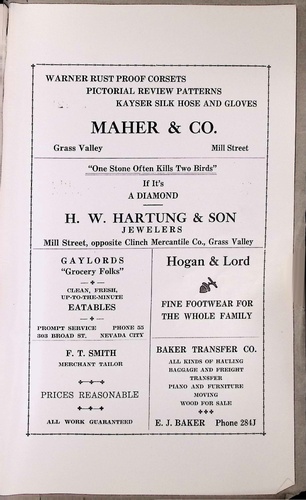 WARNER RUST PROOF CORSETS
PICTORIAL REVIEW PATTERNS
KAYSER SILK HOSE AND GLOVES
MAHER & CO.
Grass Valley Mill Street
"One Stone Often Kills Two Birds"
If It's
A DIAMOND
H. W. HARTUNG & SON
JEWELERS
Mill Street, opposite Clinch Mercantile Co., Grass Valley
GAYLORDS
"Grocery Folks"
CLEAN, FRESH,
UP-TO-THE-MINUTE
EATABLES
PROMPT SERVICE PHONE 55
303 BROAD ST. NEVADA CITY
Hogan & Lord
FINE FOOTWEAR FOR
THE WHOLE FAMILY
F. T. SMITH
MERCHANT TAILOR
PRICES REASONABLE
ALL WORK GUARANTEED
BAKER TRANSFER CO.
ALL KINDS OF HAULING
BAGGAGE AND FREIGHT
TRANSFER
PIANO AND FURNITURE
MOVING
WOOD FOR SALE
E. J. BAKER Phone 284J